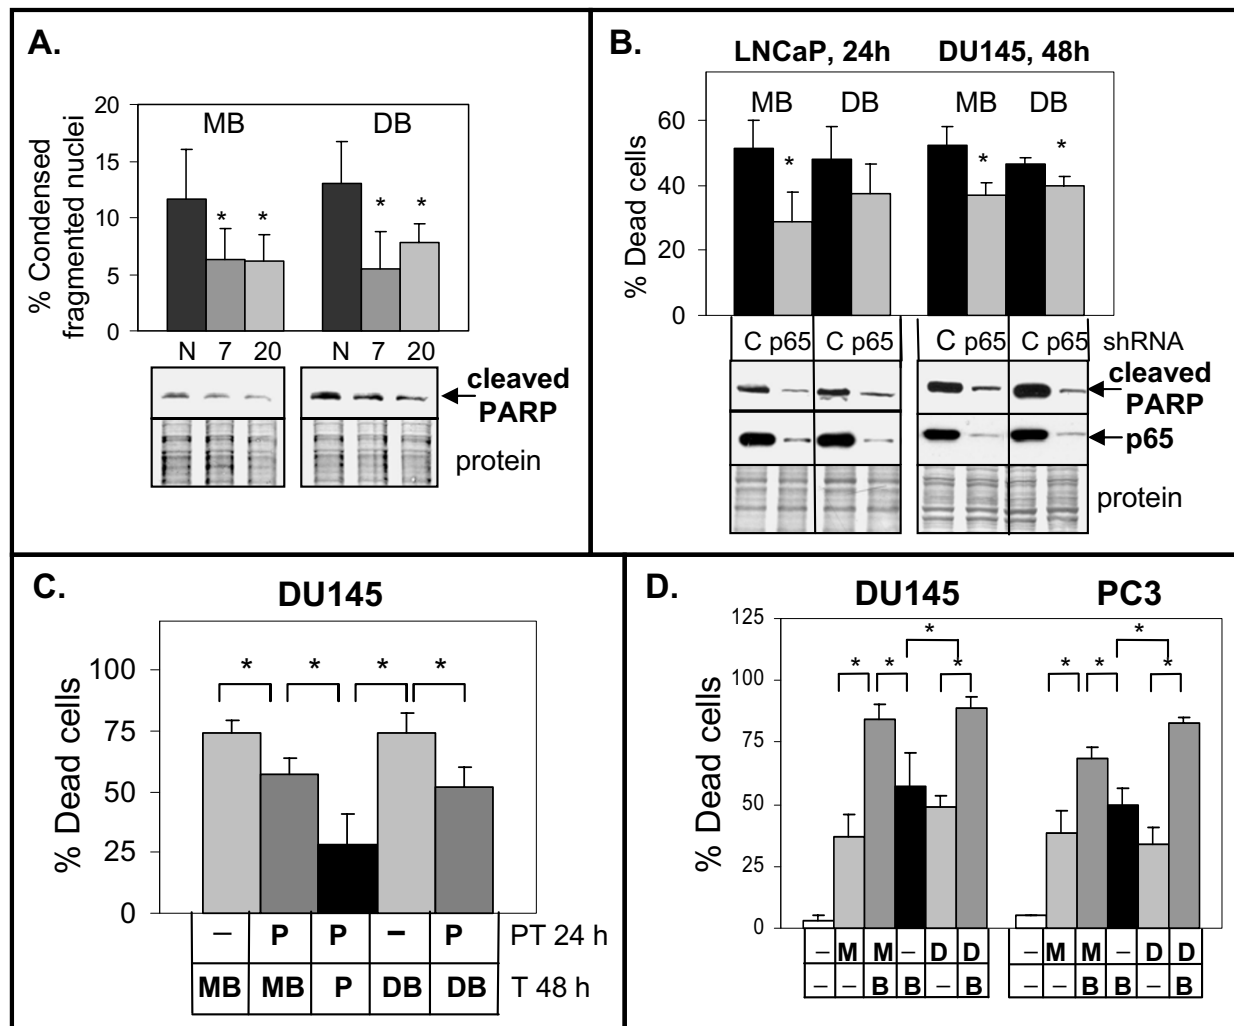 A.
% Condensed
fragmented nuclei
20
15
10
5
0
MB
DB
* * * *
N 7 20 N 7 20
cleaved
PARP
protein
B.
LNCaP, 24h DU145, 48h
% Dead cells
60
40
20
0
MB DB MB DB
* * *
C p65 C p65 C p65 C p65 shRNA
cleaved
PARP
p65
protein
C.
DU145
% Dead cells
100
75
50
25
0
* * * *
– P P – P PT 24 h
MB MB P DB DB T 48 h
D.
DU145 PC3
% Dead cells
125
100
75
50
25
0
* * * * * * * *
– M M – D D – M M – D D
– – B B – B – – B B – B